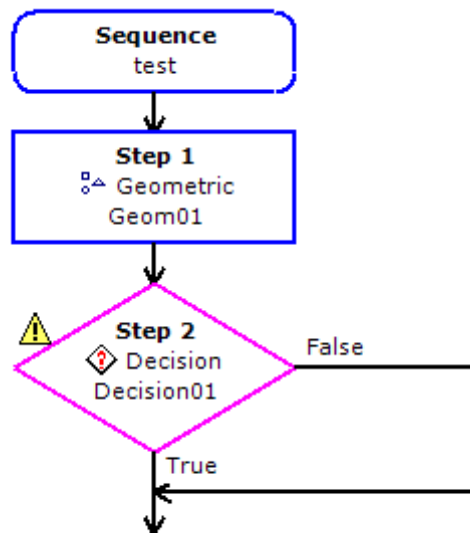 Sequence
test
Step 1
Geometric
Geom01
Step 2
Decision
Decision01
False
True